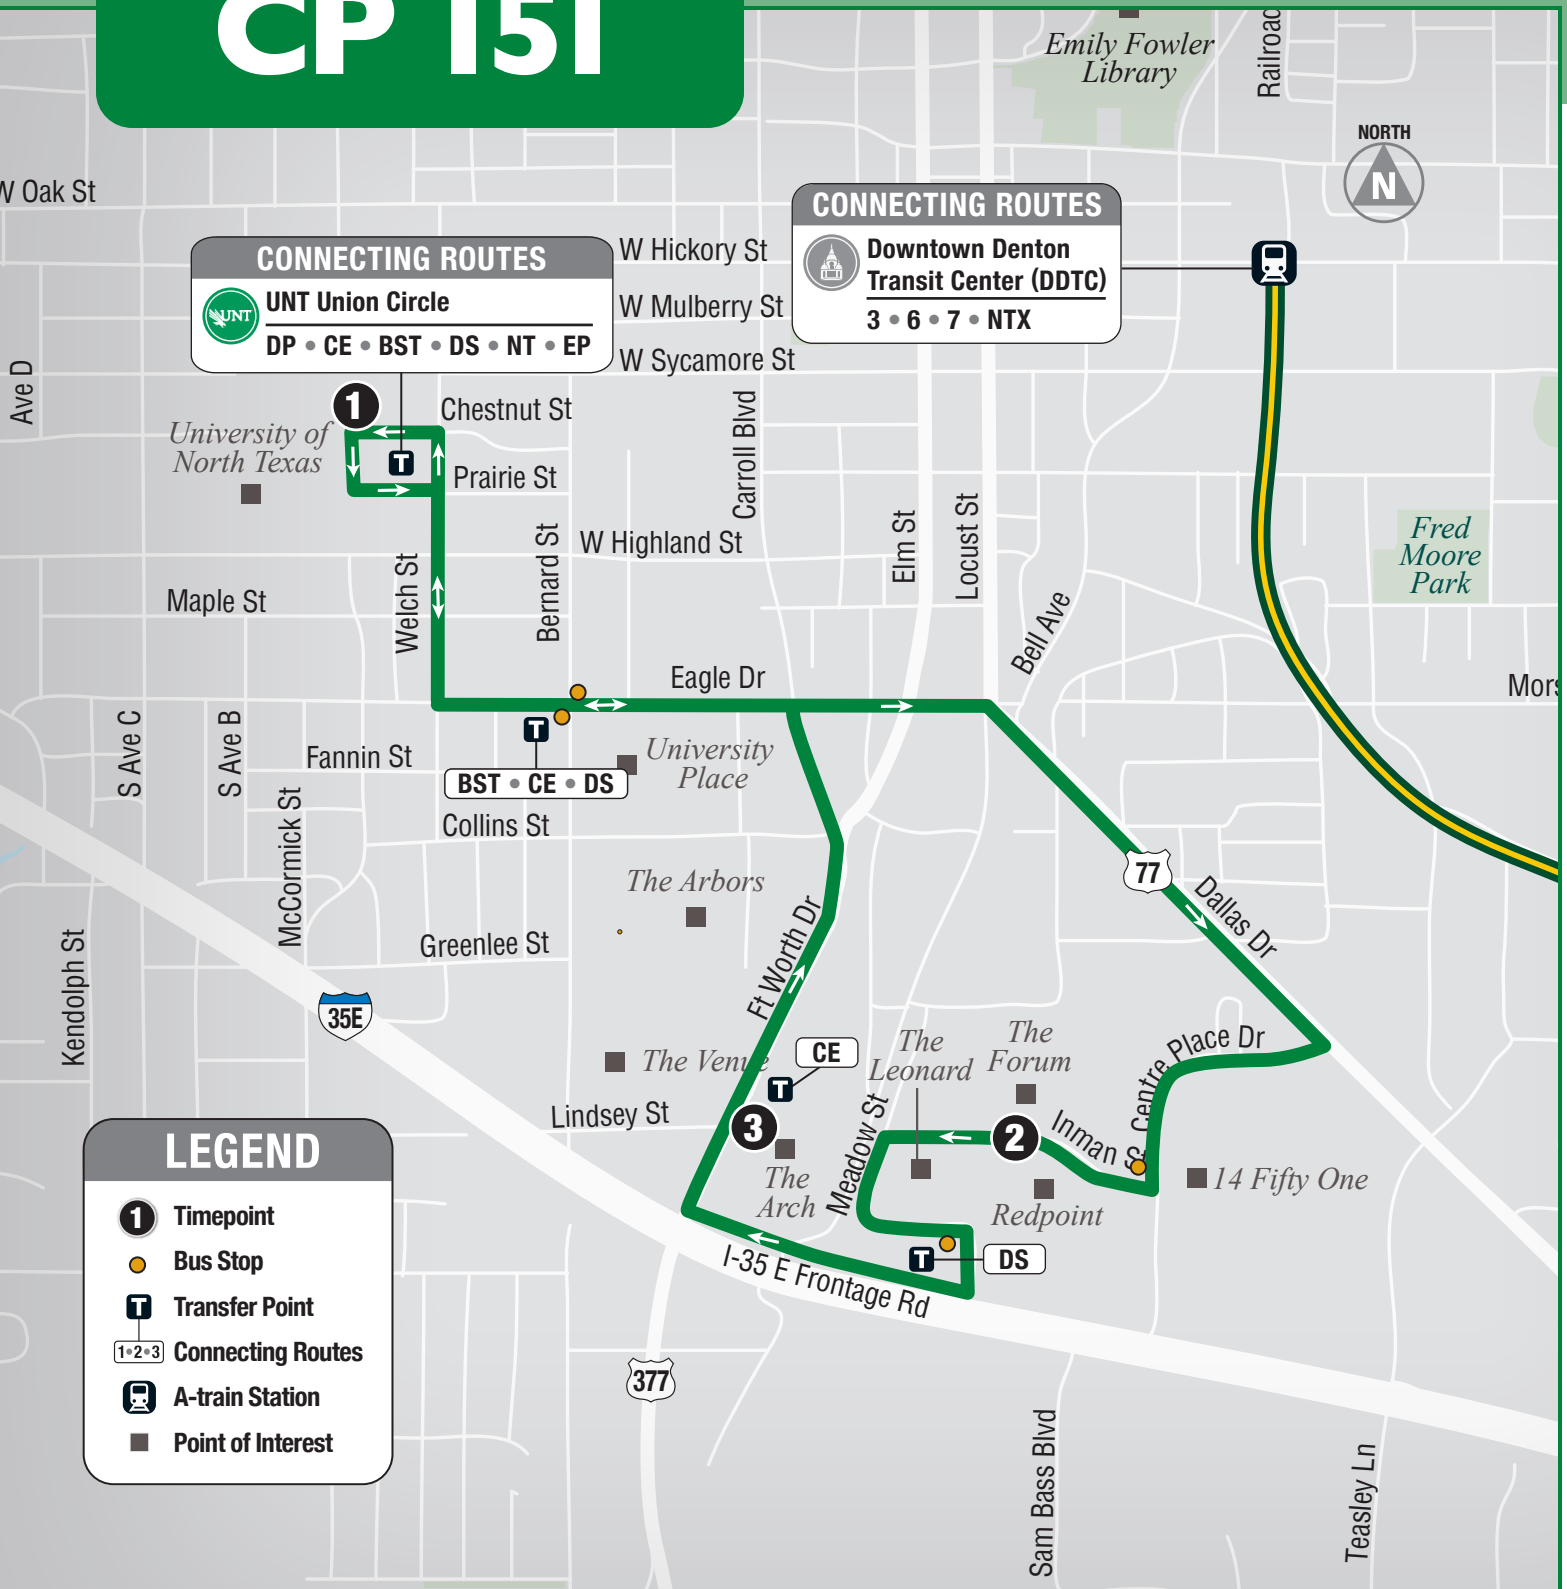 CP 151
Emily Fowler
Library
Railroad
NORTH
N
W Oak St
CONNECTING ROUTES
UNT
UNT Union Circle
DP • CE • BST • DS • NT • EP
W Hickory St
W Mulberry St
W Sycamore St
CONNECTING ROUTES
Downtown Denton
Transit Center (DDTC)
3 • 6 • 7 • NTX
Ave D
1
Chestnut St
University of
North Texas
T
Prairie St
Carroll Blvd
Elm St
Locust St
Bell Ave
Fred
Moore
Park
W Highland St
Bernard St
Welch St
Maple St
Eagle Dr
T
BST • CE • DS
University
Place
S Ave C
S Ave B
Fannin St
McCormick St
Collins St
77
Dallas Dr
The Arbors
Greenlee St
Kendolph St
35E
Ft Worth Dr
The Venue
CE
T
The
Leonard
The
Forum
Centre Place Dr
Lindsey St
3
Meadow St
2
Inman St
The
Arch
Redpoint
14 Fifty One
T
DS
I-35 E Frontage Rd
377
Sam Bass Blvd
Teasley Ln
LEGEND
1 Timepoint
Bus Stop
T Transfer Point
1•2•3 Connecting Routes
A-train Station
Point of Interest